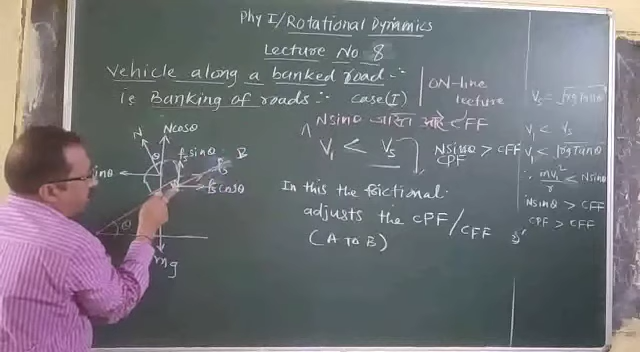 Phy I/Rotational Dynamics
Lecture No 8
Vehicle along a banked road :-
ie Banking of roads :- case(I)
ON-line
lecture
Ncosθ
N
θ
fs sinθ
fs
sinθ
fs cosθ
θ
mg
Nsinθ जास्त आहे CFF
V₁ < Vs
Nsinθ > CFF
CPF
In this the frictional
adjusts the CPF/CFF
(A TO B)
Vs = √rg tanθ
V₁ < Vs
V₁ < √rg tanθ
∴ mv₁²/r < Nsinθ
Nsinθ > CFF
CPF > CFF